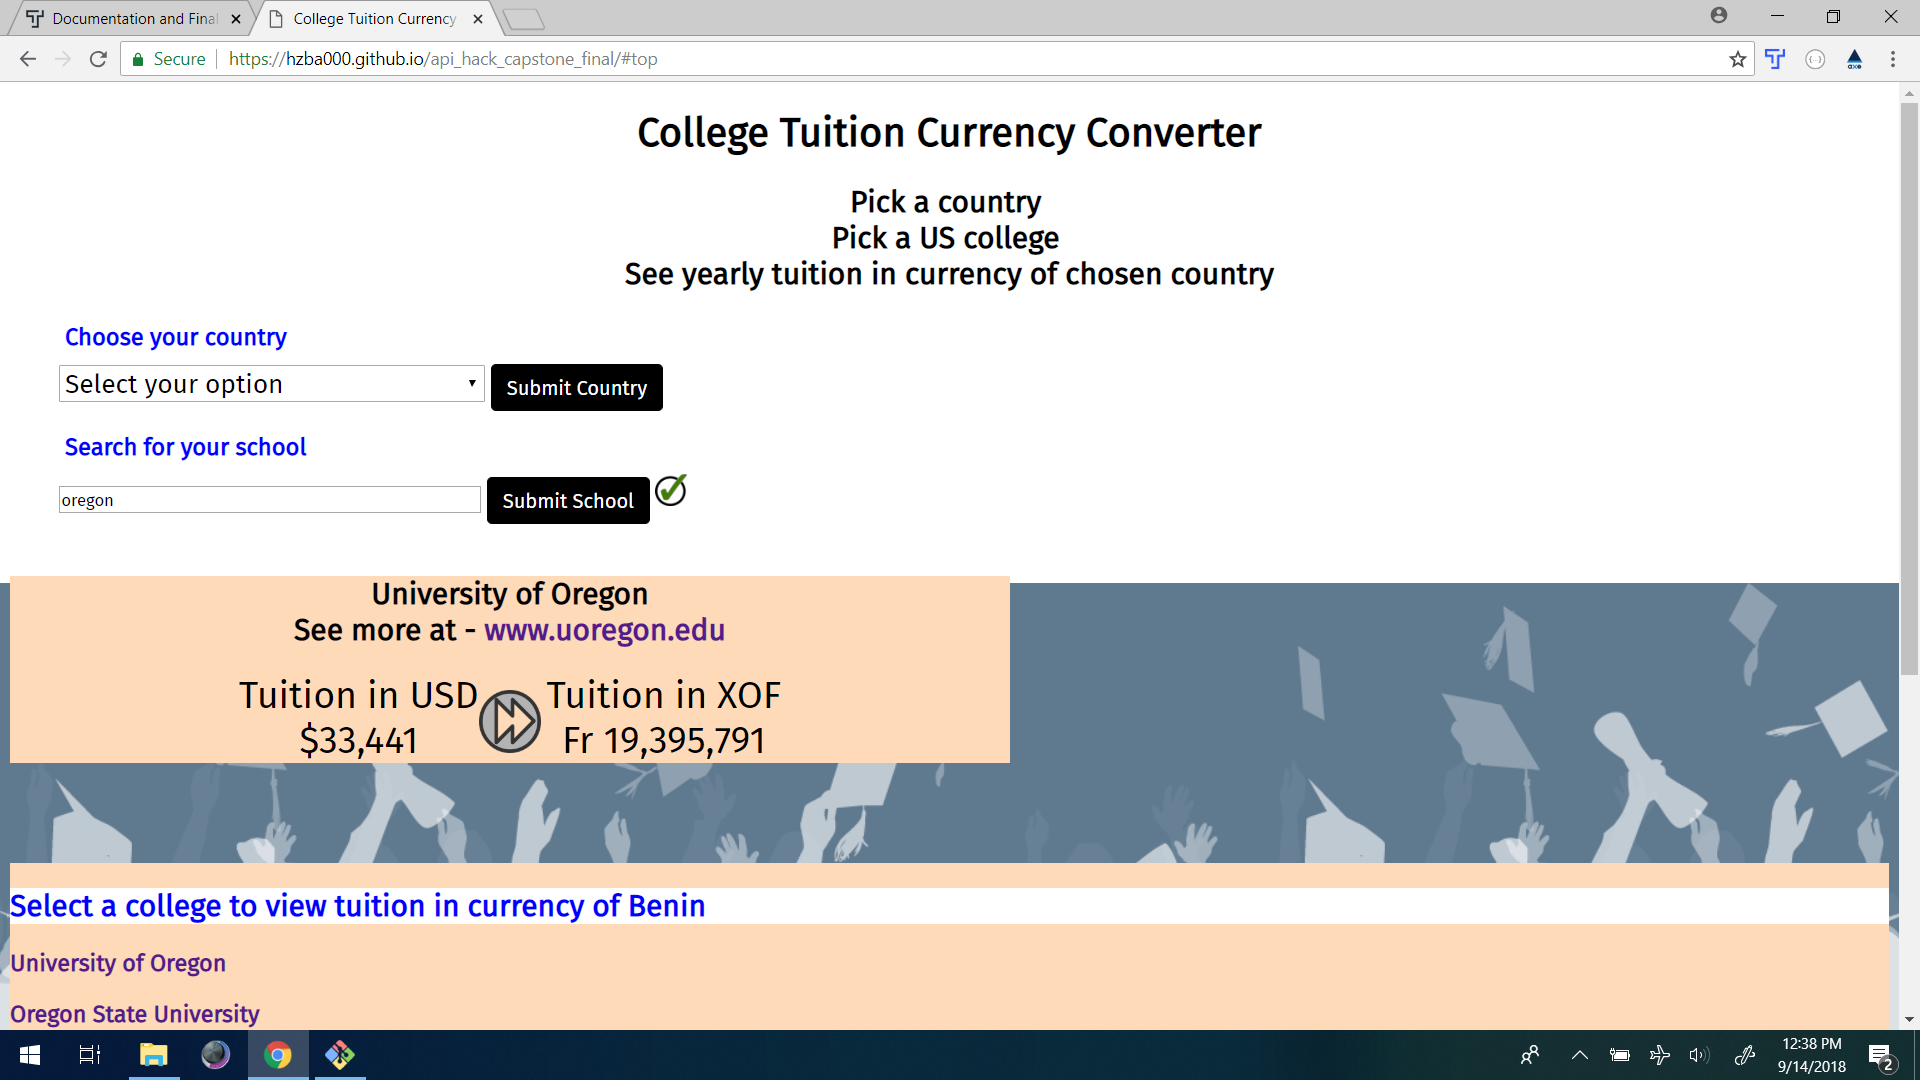 Documentation and Final
College Tuition Currency
Secure
https://hzba000.github.io/api_hack_capstone_final/#top
College Tuition Currency Converter
Pick a country
Pick a US college
See yearly tuition in currency of chosen country
Choose your country
Select your option
Submit Country
Search for your school
oregon
Submit School
University of Oregon
See more at - www.uoregon.edu
Tuition in USD
$33,441
Tuition in XOF
Fr 19,395,791
Select a college to view tuition in currency of Benin
University of Oregon
Oregon State University
12:38 PM
9/14/2018
2